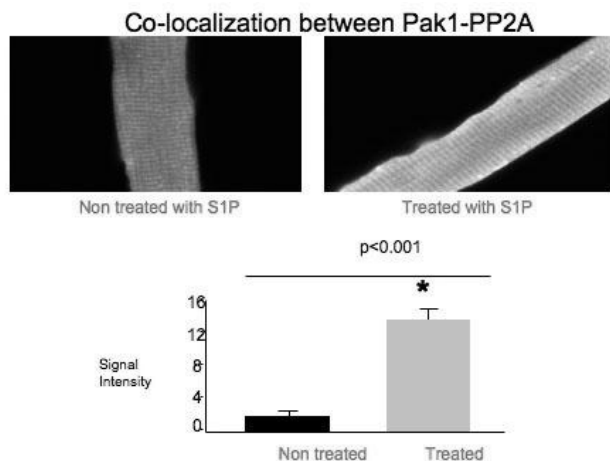 Co-localization between Pak1-PP2A
Non treated with S1P
Treated with S1P
p<0.001
*
16
12
8
4
0
Signal
Intensity
Non treated
Treated